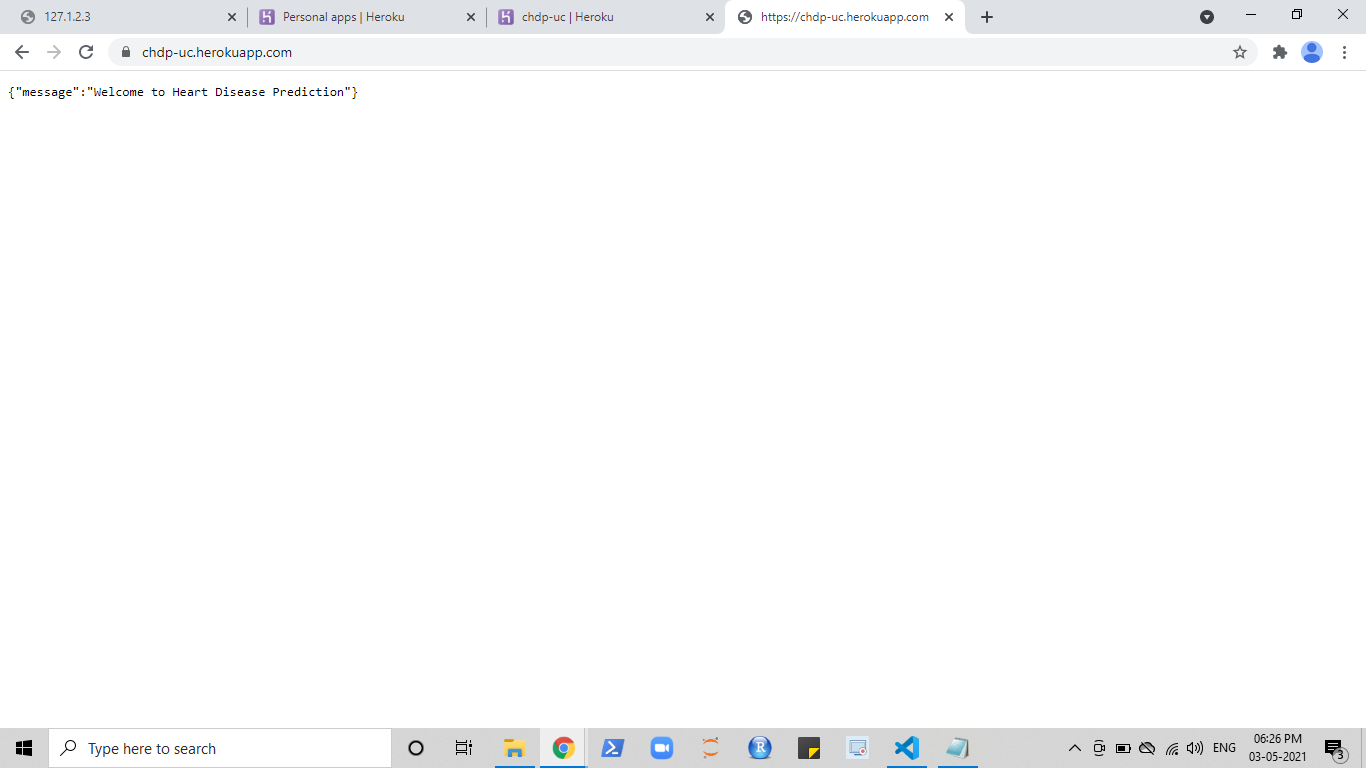 127.1.2.3
Personal apps | Heroku
chdp-uc | Heroku
https://chdp-uc.herokuapp.com
chdp-uc.herokuapp.com
{"message":"Welcome to Heart Disease Prediction"}
Type here to search
R
ENG
06:26 PM
03-05-2021
3